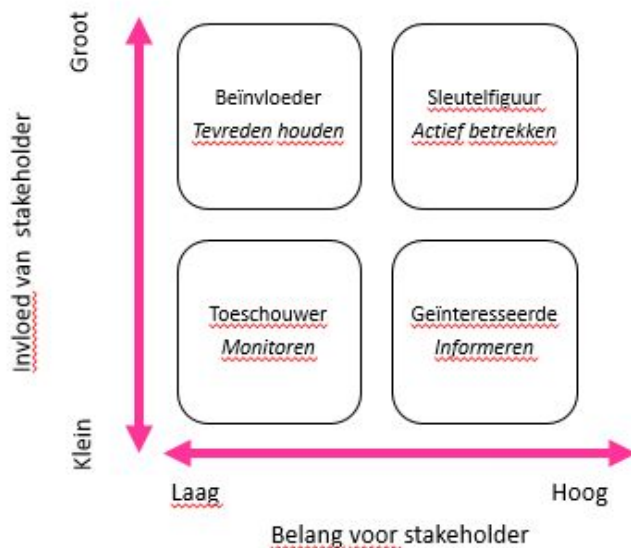 Groot
Invloed van stakeholder
Klein
Beïnvloeder
Tevreden houden
Sleutelfiguur
Actief betrekken
Toeschouwer
Monitoren
Geïnteresseerde
Informeren
Laag
Hoog
Belang voor stakeholder